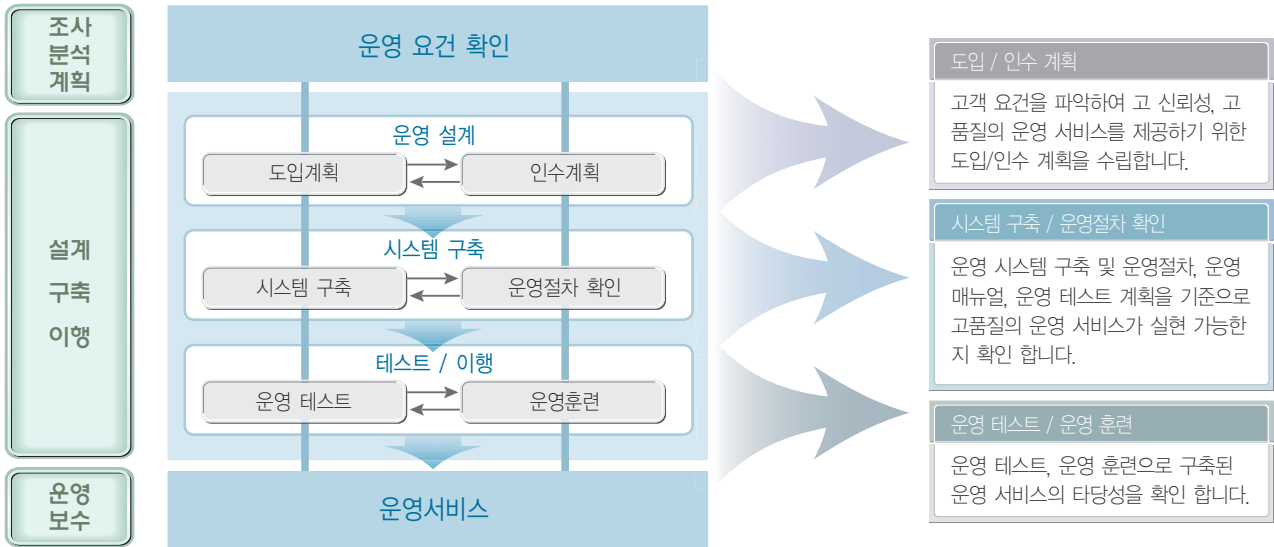 조사
분석
계획
설계
구축
이행
운영
보수
운영 요건 확인
운영 설계
도입계획
인수계획
시스템 구축
시스템 구축
운영절차 확인
테스트 / 이행
운영 테스트
운영훈련
운영서비스
도입 / 인수 계획
고객 요건을 파악하여 고 신뢰성, 고
품질의 운영 서비스를 제공하기 위한
도입/인수 계획을 수립합니다.
시스템 구축 / 운영절차 확인
운영 시스템 구축 및 운영절차, 운영
매뉴얼, 운영 테스트 계획을 기준으로
고품질의 운영 서비스가 실현 가능한
지 확인 합니다.
운영 테스트 / 운영 훈련
운영 테스트, 운영 훈련으로 구축된
운영 서비스의 타당성을 확인 합니다.